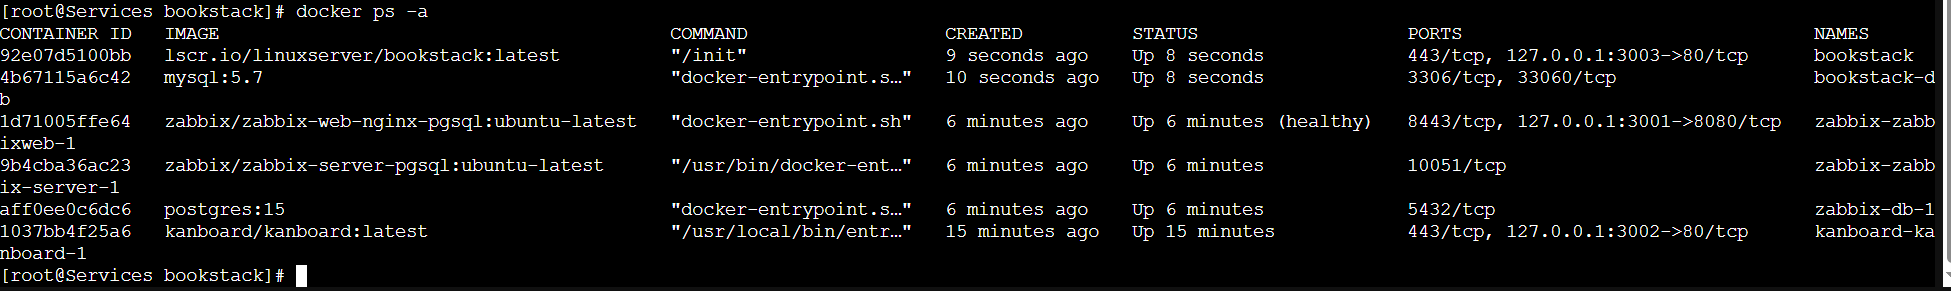 [root@Services bookstack]# docker ps -a
CONTAINER ID   IMAGE                                      COMMAND                  CREATED          STATUS                   PORTS                              NAMES
92e07d5100bb   lscr.io/linuxserver/bookstack:latest       "/init"                  9 seconds ago    Up 8 seconds             443/tcp, 127.0.0.1:3003->80/tcp    bookstack
4b67115a6c42   mysql:5.7                                  "docker-entrypoint.s…"   10 seconds ago   Up 8 seconds             3306/tcp, 33060/tcp                bookstack-d
b
1d71005ffe64   zabbix/zabbix-web-nginx-pgsql:ubuntu-latest   "docker-entrypoint.sh"   6 minutes ago    Up 6 minutes (healthy)   8443/tcp, 127.0.0.1:3001->8080/tcp   zabbix-zabb
ixweb-1
9b4cba36ac23   zabbix/zabbix-server-pgsql:ubuntu-latest   "/usr/bin/docker-ent…"   6 minutes ago    Up 6 minutes             10051/tcp                          zabbix-zabb
ix-server-1
aff0ee0c6dc6   postgres:15                                "docker-entrypoint.s…"   6 minutes ago    Up 6 minutes             5432/tcp                           zabbix-db-1
1037bb4f25a6   kanboard/kanboard:latest                   "/usr/local/bin/entr…"   15 minutes ago   Up 15 minutes            443/tcp, 127.0.0.1:3002->80/tcp    kanboard-ka
nboard-1
[root@Services bookstack]#